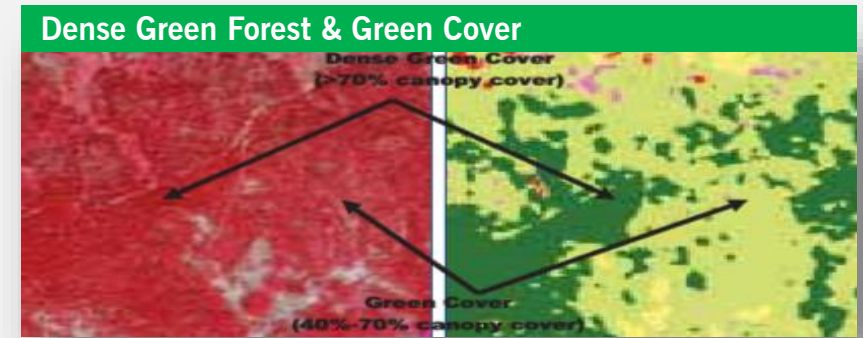 Dense Green Forest & Green Cover
Dense Green Cover
(>70% canopy cover)
Green Cover
(40%-70% canopy cover)